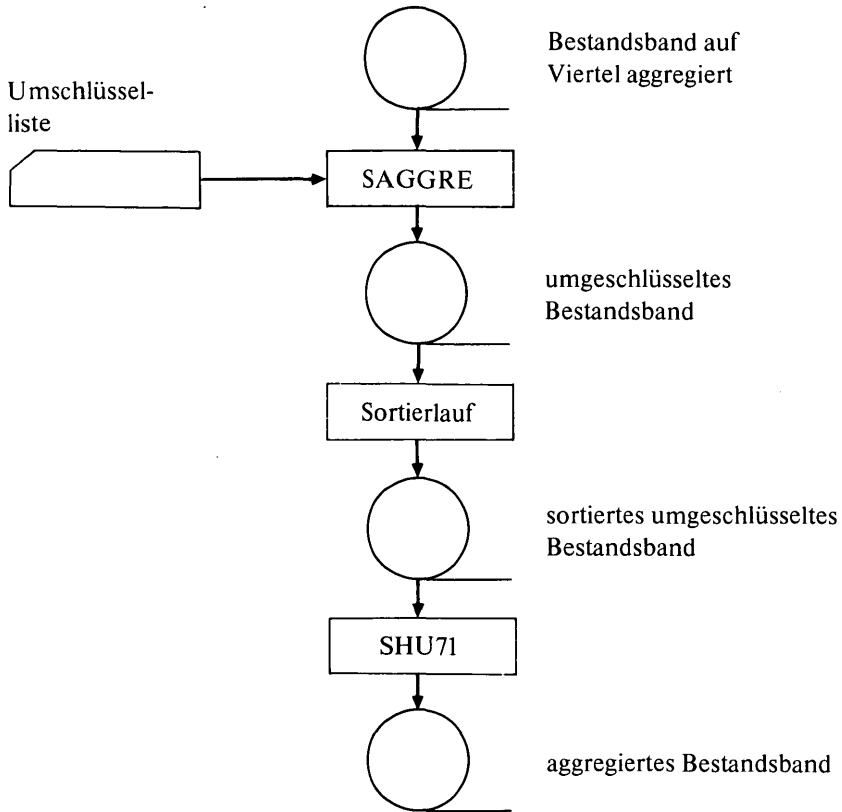 Bestandsband auf
Viertel aggregiert
Umschlüssel-
liste
SAGGRE
umgeschlüsseltes
Bestandsband
Sortierlauf
sortiertes umgeschlüsseltes
Bestandsband
SHU71
aggregiertes Bestandsband